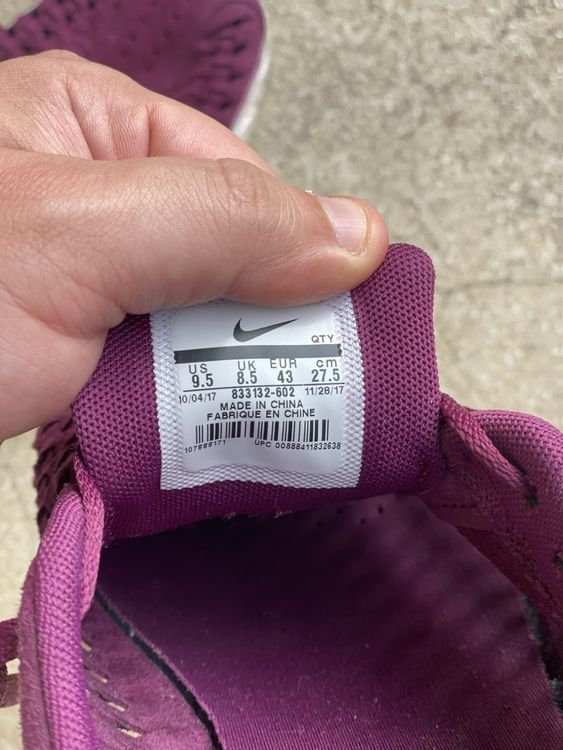 QTY
US UK EUR cm
9.5 8.5 43 27.5
10/04/17 833132-602 11/28/17
MADE IN CHINA
FABRIQUE EN CHINE
107888171 UPC 00888411832638